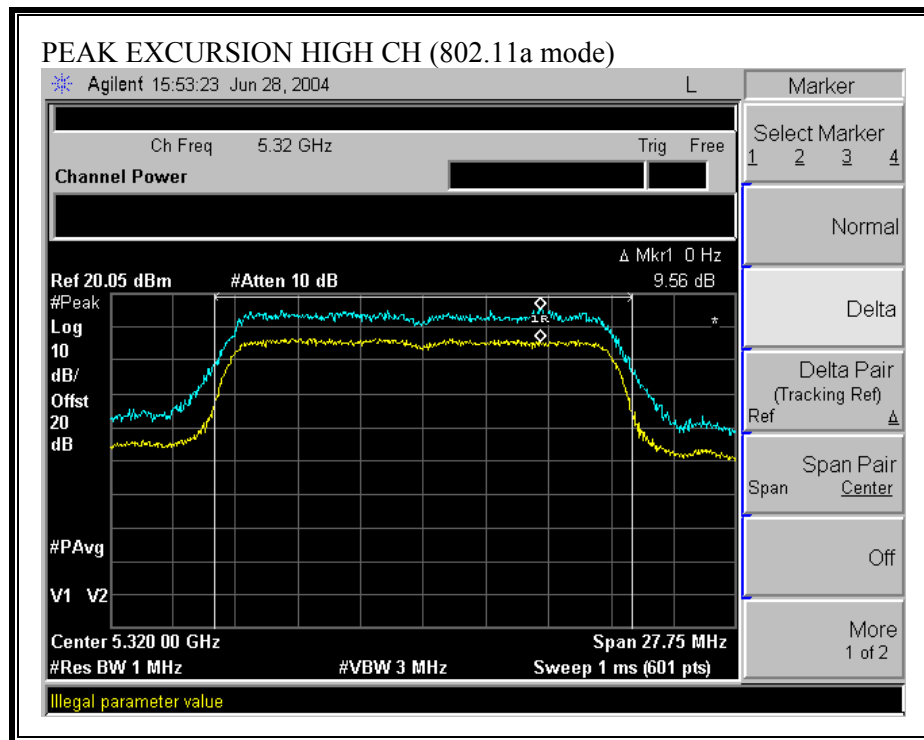 PEAK EXCURSION HIGH CH (802.11a mode)
Agilent 15:53:23 Jun 28, 2004 L
Marker
Ch Freq 5.32 GHz Trig Free
Channel Power
Select Marker
1 2 3 4
Normal
Δ Mkr1 0 Hz
Ref 20.05 dBm #Atten 10 dB 9.56 dB
#Peak
Log
10
dB/
Offst
20
dB
1R
*
Delta
Delta Pair
(Tracking Ref)
Ref Δ
Span Pair
Span Center
#PAvg
Off
V1 V2
Center 5.320 00 GHz Span 27.75 MHz
#Res BW 1 MHz #VBW 3 MHz Sweep 1 ms (601 pts)
More
1 of 2
Illegal parameter value